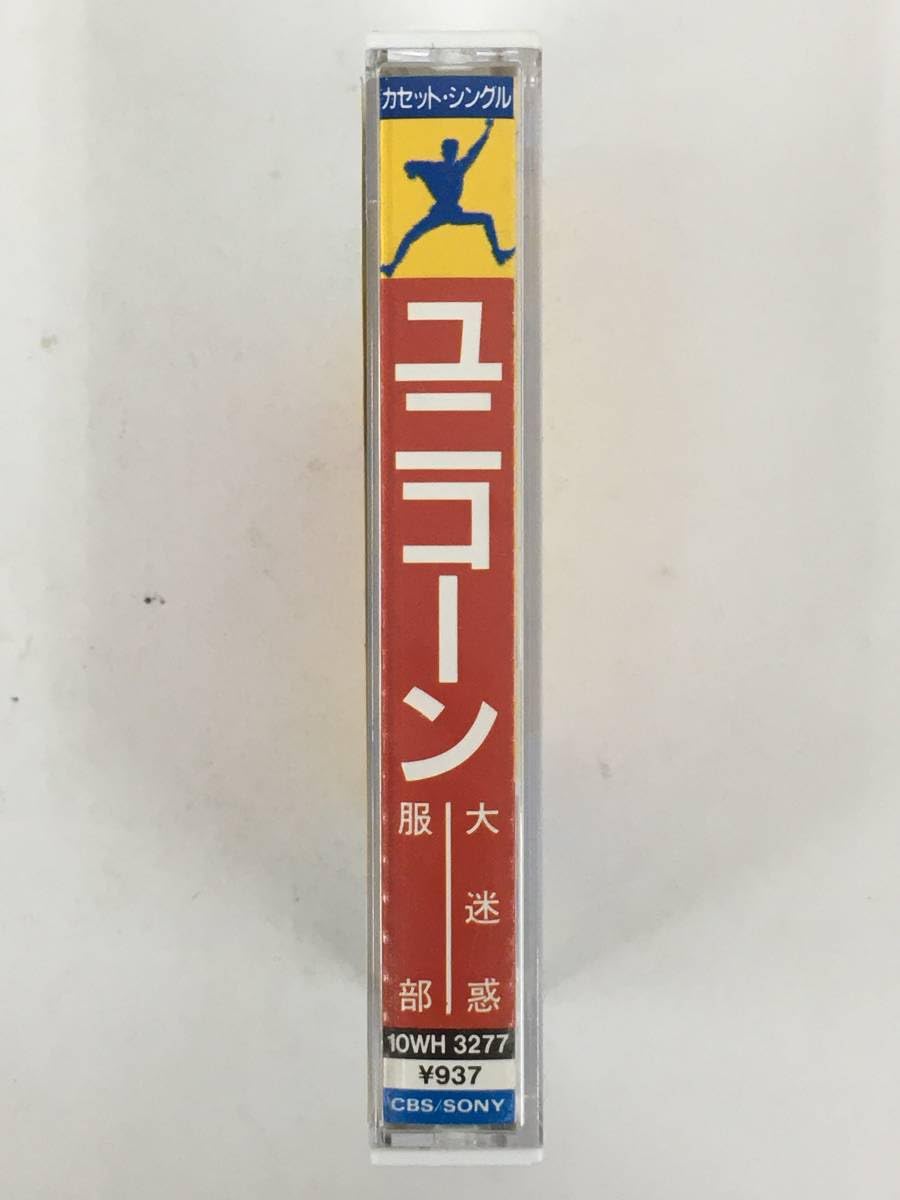 カセット・シングル
ユニコーン
大迷惑
服部
10WH 3277
¥937
CBS/SONY